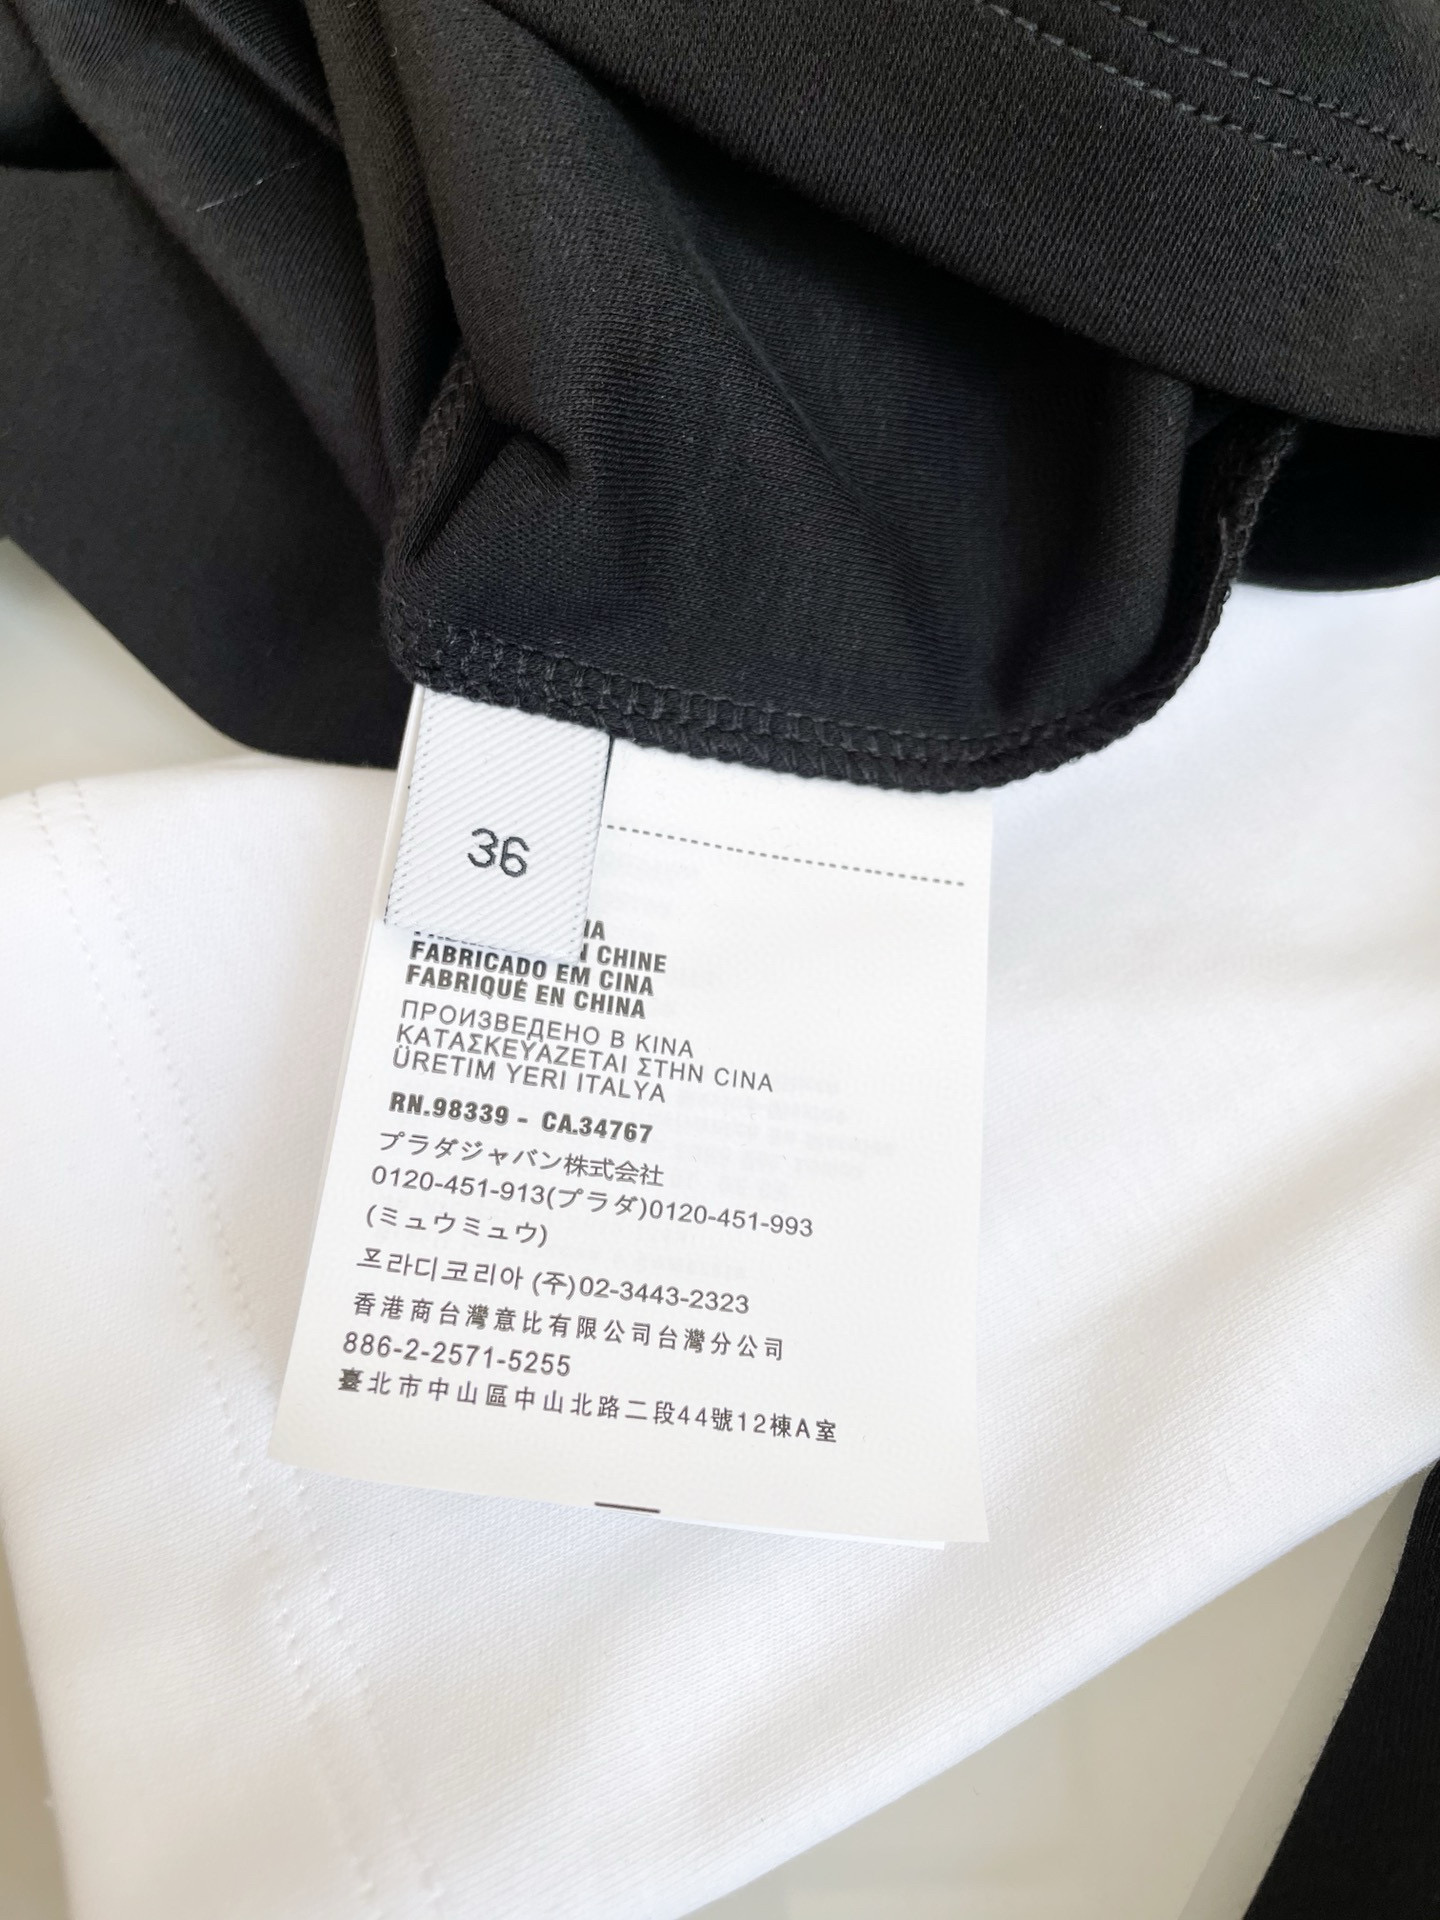 36
IA
CHINE
FABRICADO EM CINA
FABRIQUÉ EN CHINA
ПРОИЗВЕДЕНО В KINA
ΚΑΤΑΣΚΕΥΑΖΕΤΑΙ ΣΤΗΝ CINA
ÜRETIM YERI ITALYA
RN.98339 - CA.34767
プラダジャバン株式会社
0120-451-913(プラダ)0120-451-993
(ミュウミュウ)
프라디코리아 (주)02-3443-2323
香港商台灣意比有限公司台灣分公司
886-2-2571-5255
臺北市中山區中山北路二段44號12棟A室